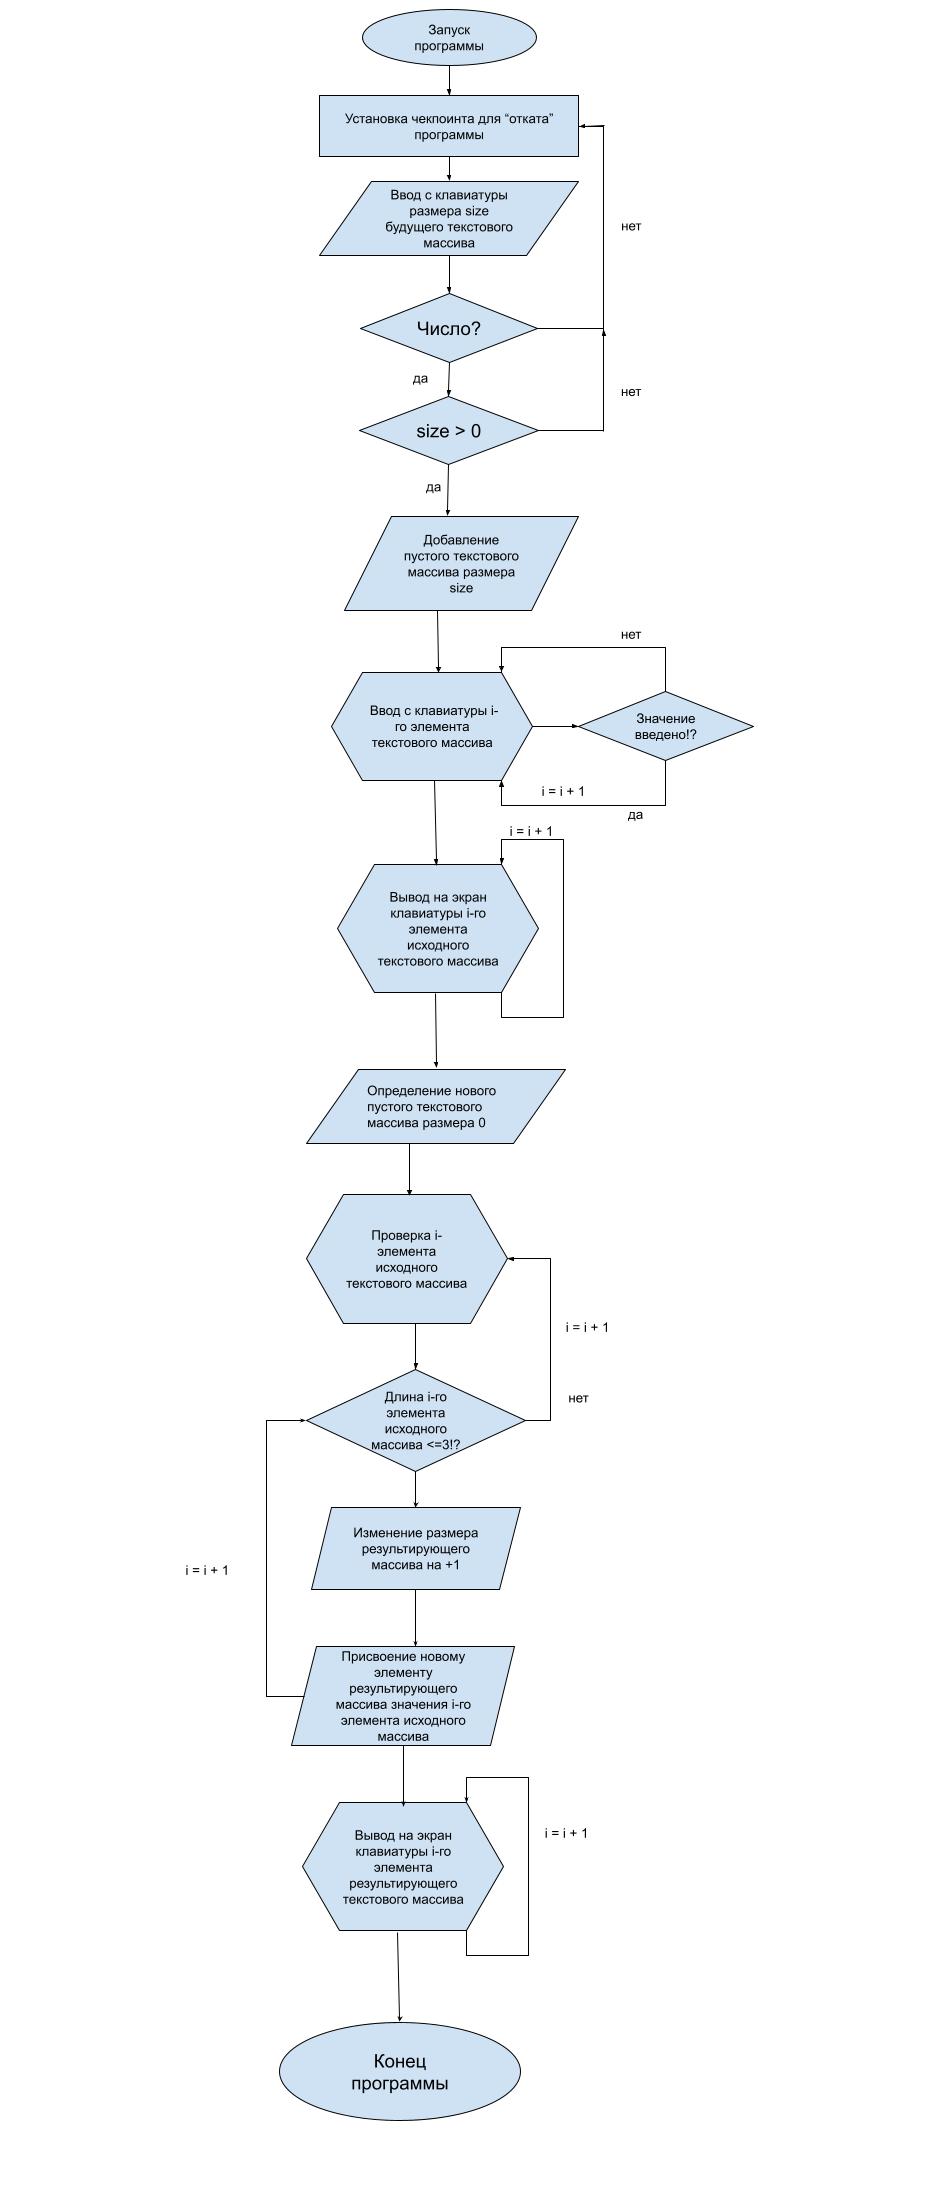 Запуск
программы
Установка чекпоинта для “отката”
программы
Ввод с клавиатуры
размера size
будущего текстового
массива
нет
Число?
да
нет
size > 0
да
Добавление
пустого текстового
массива размера
size
нет
Ввод с клавиатуры i-
го элемента
текстового массива
Значение
введено!?
i = i + 1
да
i = i + 1
Вывод на экран
клавиатуры i-го
элемента
исходного
текстового массива
Определение нового
пустого текстового
массива размера 0
Проверка i-
элемента
исходного
текстового массива
i = i + 1
нет
Длина i-го
элемента
исходного
массива <=3!?
Изменение размера
результирующего
массива на +1
i = i + 1
Присвоение новому
элементу
результирующего
массива значения i-го
элемента исходного
массива
i = i + 1
Вывод на экран
клавиатуры i-го
элемента
результирующего
текстового массива
Конец
программы